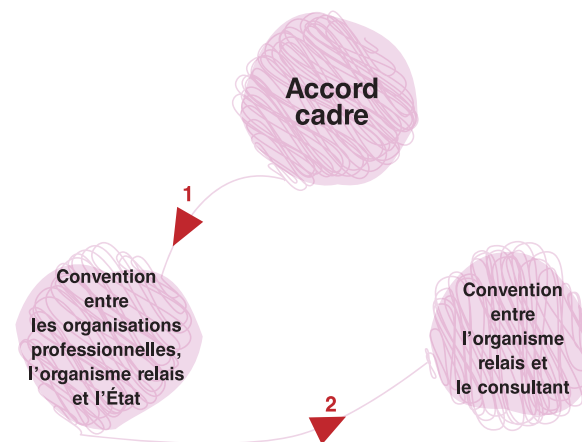 Accord
cadre
1
Convention
entre
les organisations
professionnelles,
l'organisme relais
et l'État
Convention
entre
l'organisme
relais et
le consultant
2